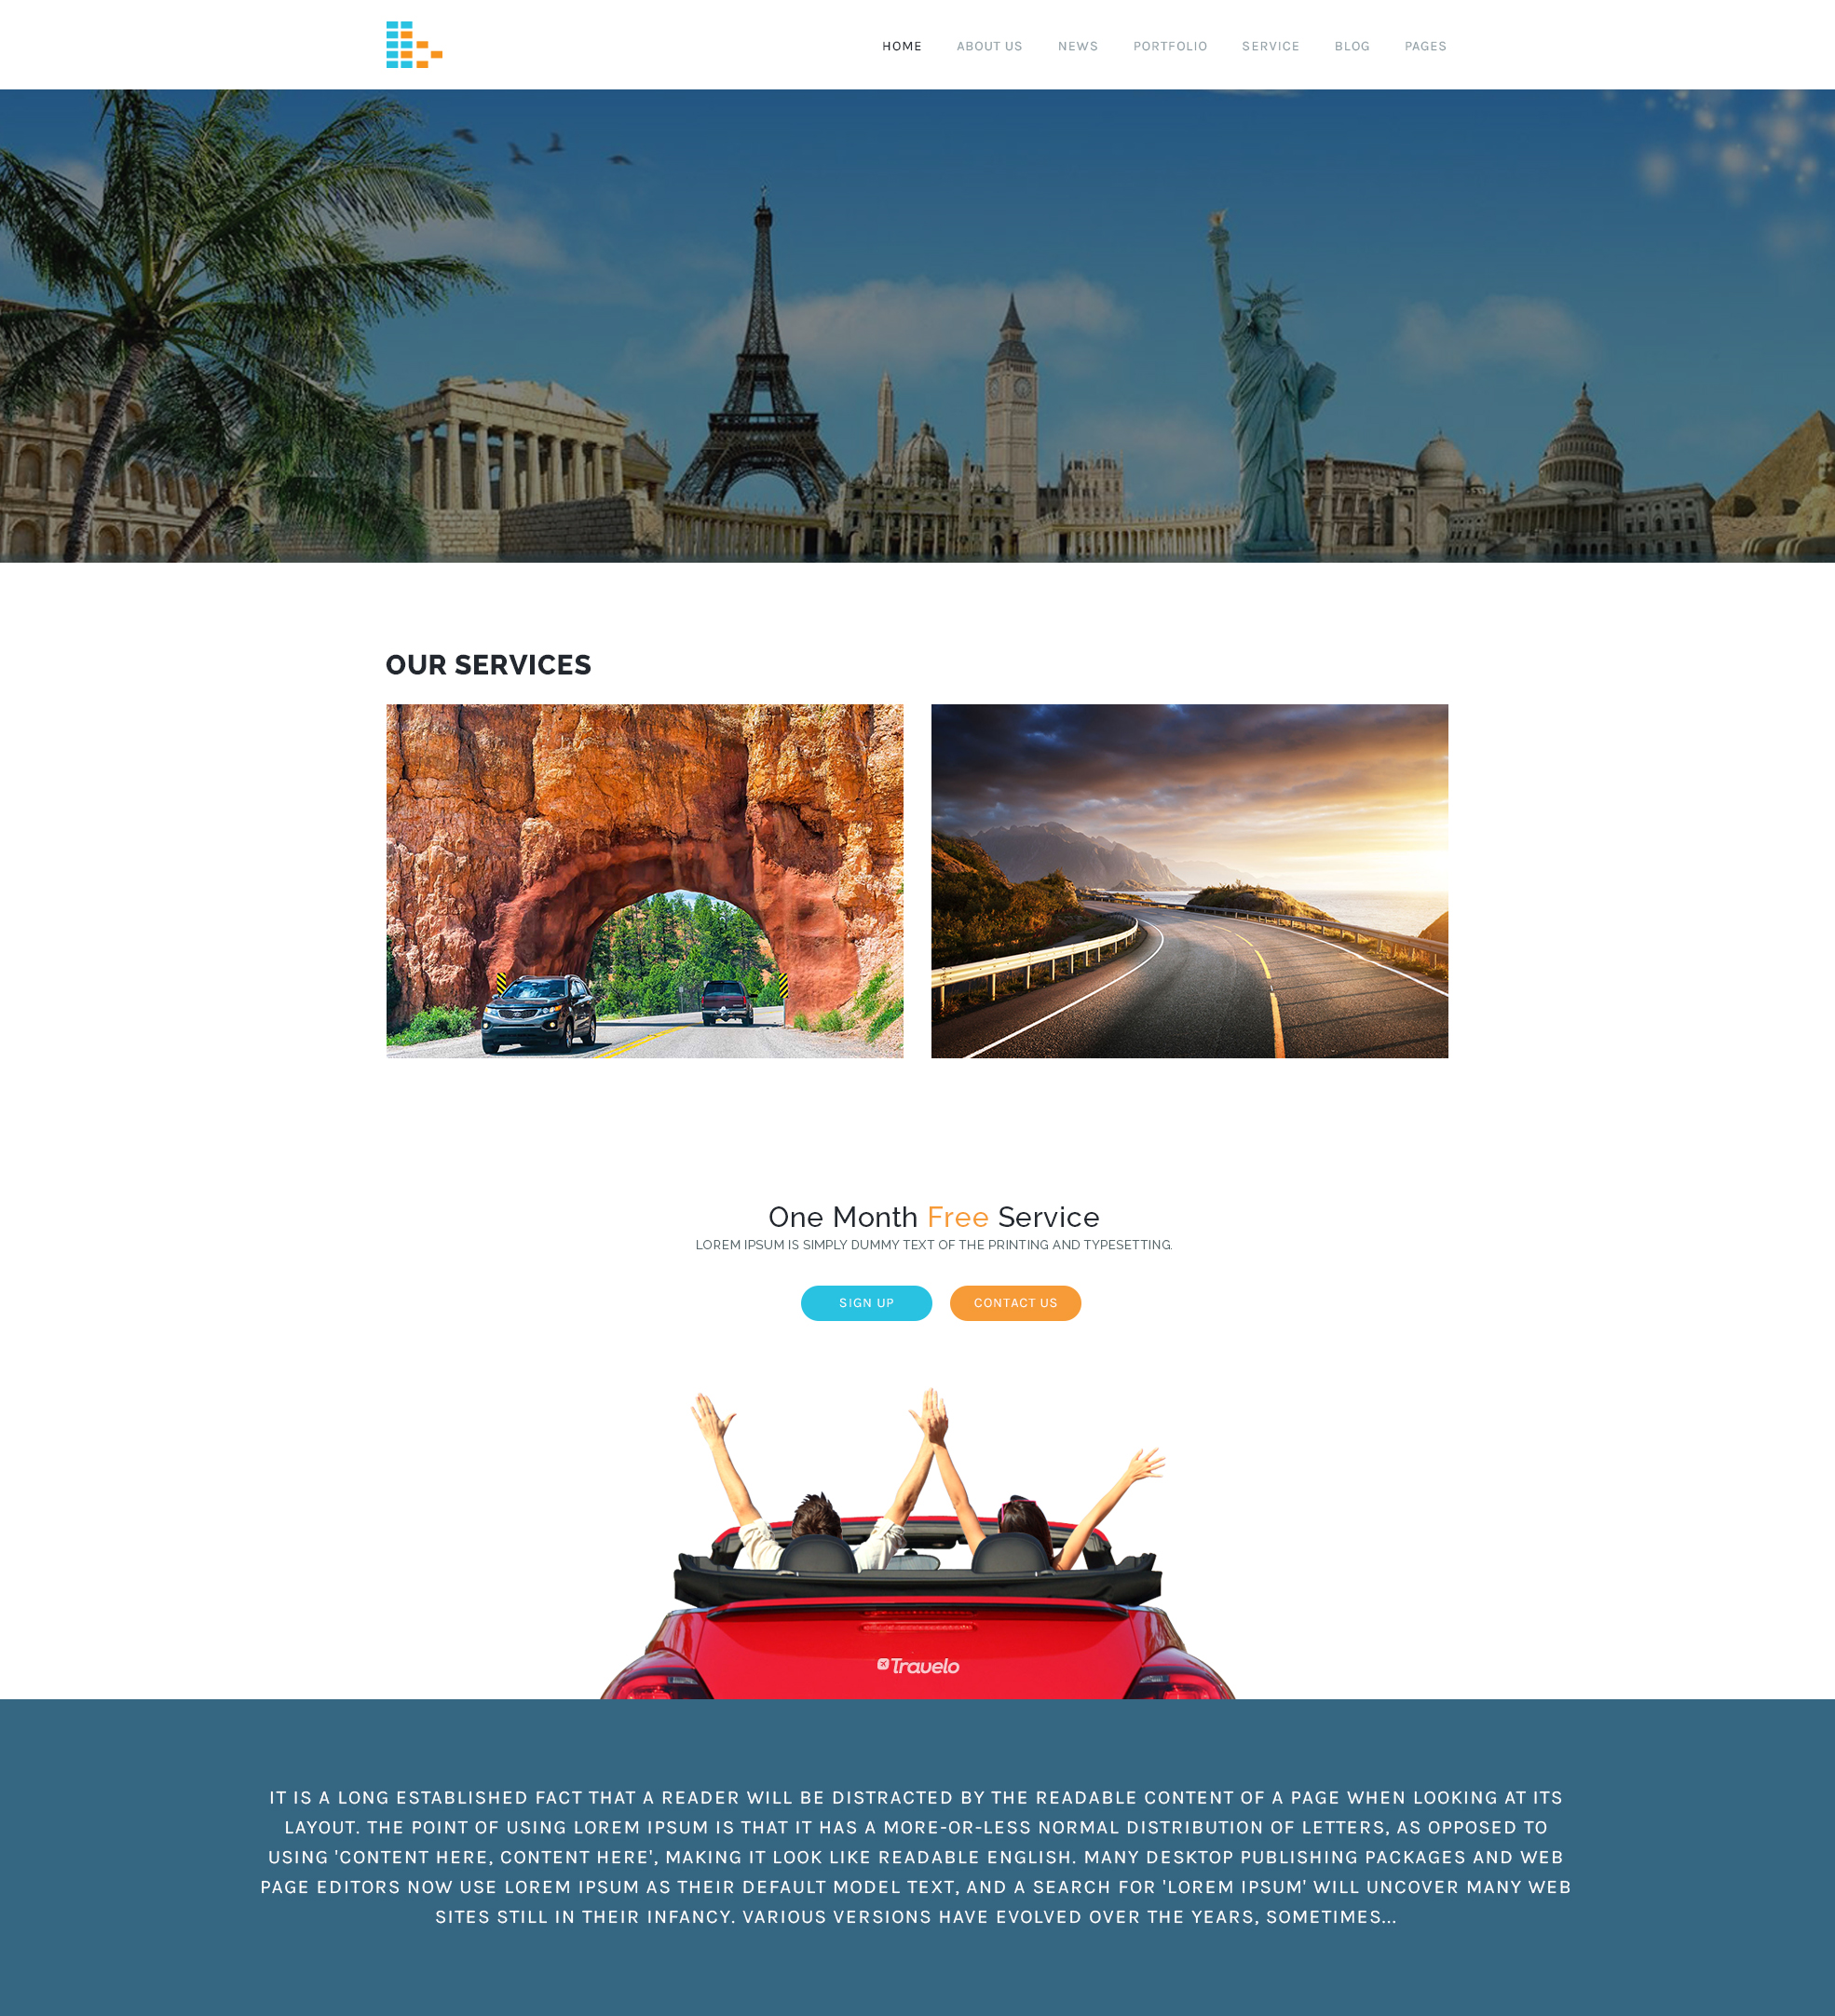 HOME ABOUT US NEWS PORTFOLIO SERVICE BLOG PAGES
OUR SERVICES
One Month Free Service
LOREM IPSUM IS SIMPLY DUMMY TEXT OF THE PRINTING AND TYPESETTING.
SIGN UP CONTACT US
Travelo
IT IS A LONG ESTABLISHED FACT THAT A READER WILL BE DISTRACTED BY THE READABLE CONTENT OF A PAGE WHEN LOOKING AT ITS
LAYOUT. THE POINT OF USING LOREM IPSUM IS THAT IT HAS A MORE-OR-LESS NORMAL DISTRIBUTION OF LETTERS, AS OPPOSED TO
USING 'CONTENT HERE, CONTENT HERE', MAKING IT LOOK LIKE READABLE ENGLISH. MANY DESKTOP PUBLISHING PACKAGES AND WEB
PAGE EDITORS NOW USE LOREM IPSUM AS THEIR DEFAULT MODEL TEXT, AND A SEARCH FOR 'LOREM IPSUM' WILL UNCOVER MANY WEB
SITES STILL IN THEIR INFANCY. VARIOUS VERSIONS HAVE EVOLVED OVER THE YEARS, SOMETIMES...